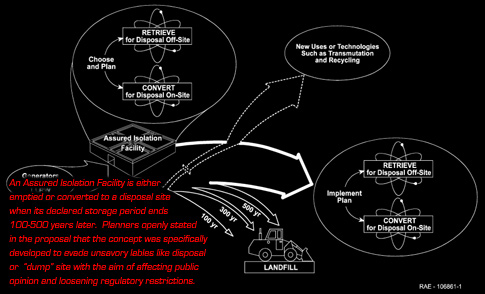 RETRIEVE
for Disposal Off-Site
Choose
and Plan
CONVERT
for Disposal On-Site
New Uses or Technologies
Such as Transmutation
and Recycling
Assured Isolation
Facility
Generators
An Assured Isolation Facility is either
emptied or converted to a disposal site
when its declared storage period ends
100-500 years later. Planners openly stated
in the proposal that the concept was specifically
developed to evade unsavory lables like disposal
or "dump" site with the aim of affecting public
opinion and loosening regulatory restrictions.
100 yr
300 yr
500 yr
LANDFILL
RETRIEVE
for Disposal Off-Site
Implement
Plan
CONVERT
for Disposal On-Site
RAE - 106861-1